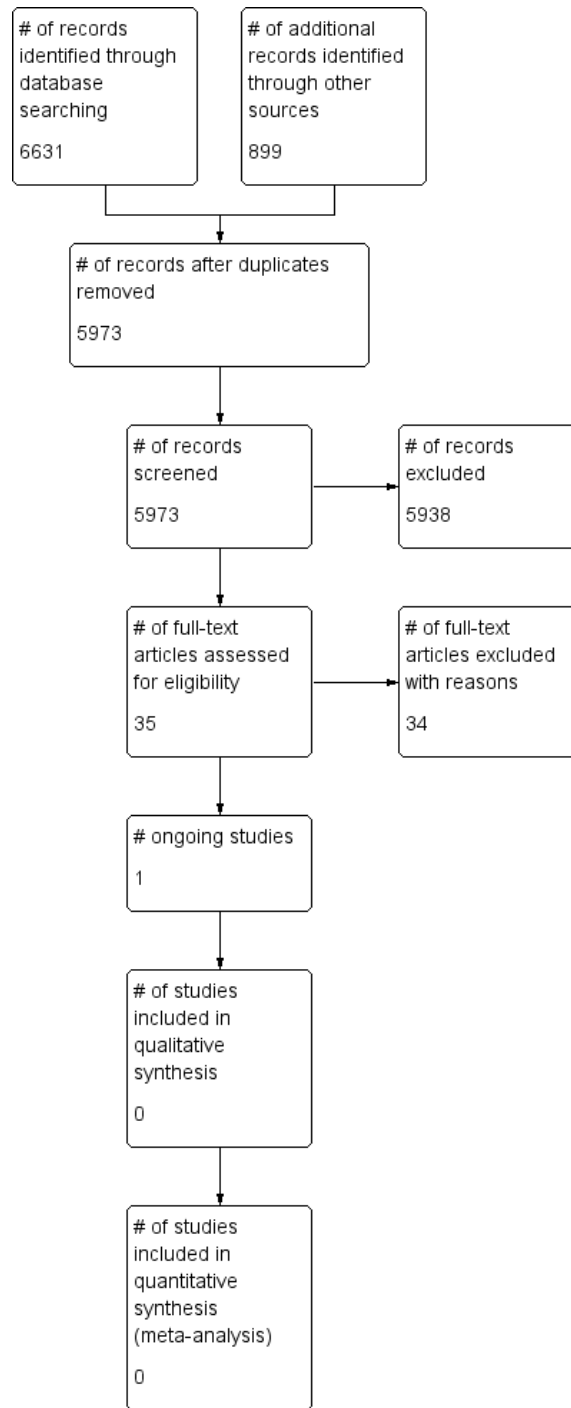 # of records
identified through
database
searching
6631
# of additional
records identified
through other
sources
899
# of records after duplicates
removed
5973
# of records
screened
5973
# of records
excluded
5938
# of full-text
articles assessed
for eligibility
35
# of full-text
articles excluded
with reasons
34
# ongoing studies
1
# of studies
included in
qualitative
synthesis
0
# of studies
included in
quantitative
synthesis
(meta-analysis)
0